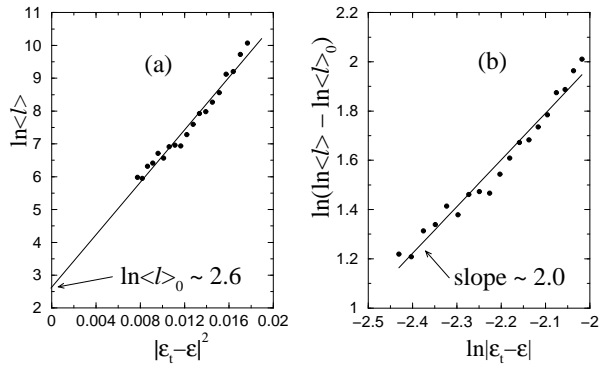 (a)
ln<l>
11
10
9
8
7
6
5
4
3
2
ln<l>₀ ~ 2.6
0 0.004 0.008 0.012 0.016 0.02
|εₜ–ε|²
(b)
ln(ln<l> – ln<l>₀)
2.2
2
1.8
1.6
1.4
1.2
1
slope ~ 2.0
−2.5 −2.4 −2.3 −2.2 −2.1 −2
ln|εₜ–ε|